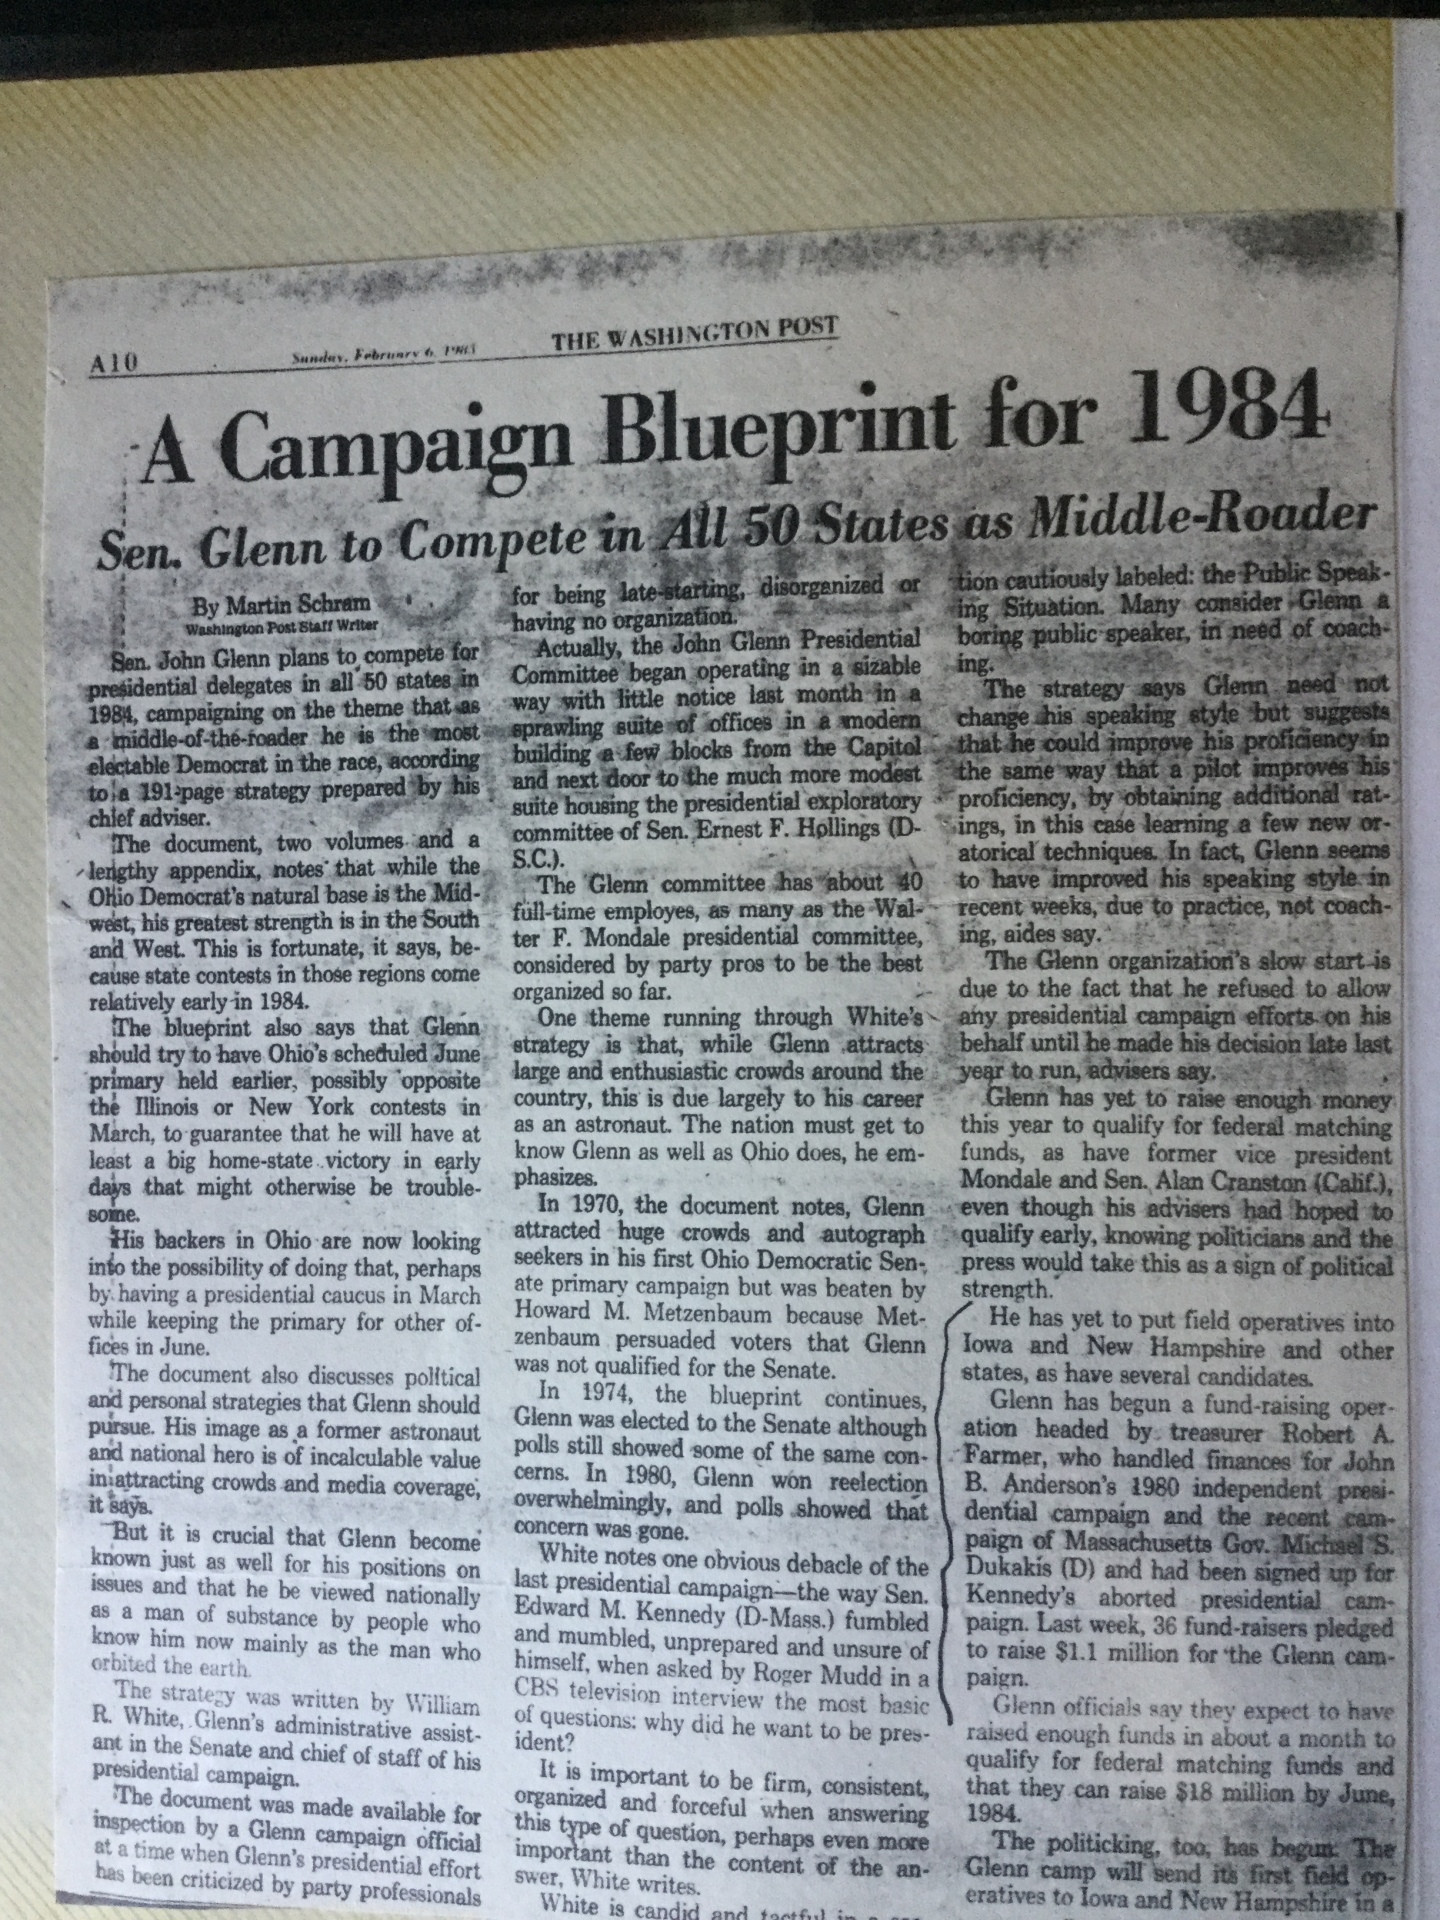 A10
Sunday, February 6, 1983
THE WASHINGTON POST
A Campaign Blueprint for 1984
Sen. Glenn to Compete in All 50 States as Middle-Roader
By Martin Schram
Washington Post Staff Writer
Sen. John Glenn plans to compete for
presidential delegates in all 50 states in
1984, campaigning on the theme that as
a middle-of-the-roader he is the most
electable Democrat in the race, according
to a 191-page strategy prepared by his
chief adviser.
The document, two volumes and a
lengthy appendix, notes that while the
Ohio Democrat's natural base is the Mid-
west, his greatest strength is in the South
and West. This is fortunate, it says, be-
cause state contests in those regions come
relatively early in 1984.
The blueprint also says that Glenn
should try to have Ohio's scheduled June
primary held earlier, possibly opposite
the Illinois or New York contests in
March, to guarantee that he will have at
least a big home-state victory in early
days that might otherwise be trouble-
some.
His backers in Ohio are now looking
into the possibility of doing that, perhaps
by having a presidential caucus in March
while keeping the primary for other of-
fices in June.
The document also discusses political
and personal strategies that Glenn should
pursue. His image as a former astronaut
and national hero is of incalculable value
in attracting crowds and media coverage,
it says.
But it is crucial that Glenn become
known just as well for his positions on
issues and that he be viewed nationally
as a man of substance by people who
know him now mainly as the man who
orbited the earth.
The strategy was written by William
R. White, Glenn's administrative assist-
ant in the Senate and chief of staff of his
presidential campaign.
The document was made available for
inspection by a Glenn campaign official
at a time when Glenn's presidential effort
has been criticized by party professionals
for being late-starting, disorganized or
having no organization.
Actually, the John Glenn Presidential
Committee began operating in a sizable
way with little notice last month in a
sprawling suite of offices in a modern
building a few blocks from the Capitol
and next door to the much more modest
suite housing the presidential exploratory
committee of Sen. Ernest F. Hollings (D-
S.C.).
The Glenn committee has about 40
full-time employes, as many as the Wal-
ter F. Mondale presidential committee,
considered by party pros to be the best
organized so far.
One theme running through White's
strategy is that, while Glenn attracts
large and enthusiastic crowds around the
country, this is due largely to his career
as an astronaut. The nation must get to
know Glenn as well as Ohio does, he em-
phasizes.
In 1970, the document notes, Glenn
attracted huge crowds and autograph
seekers in his first Ohio Democratic Sen-
ate primary campaign but was beaten by
Howard M. Metzenbaum because Met-
zenbaum persuaded voters that Glenn
was not qualified for the Senate.
In 1974, the blueprint continues,
Glenn was elected to the Senate although
polls still showed some of the same con-
cerns. In 1980, Glenn won reelection
overwhelmingly, and polls showed that
concern was gone.
White notes one obvious debacle of the
last presidential campaign—the way Sen.
Edward M. Kennedy (D-Mass.) fumbled
and mumbled, unprepared and unsure of
himself, when asked by Roger Mudd in a
CBS television interview the most basic
of questions: why did he want to be pres-
ident?
It is important to be firm, consistent,
organized and forceful when answering
this type of question, perhaps even more
important than the content of the an-
swer, White writes.
White is candid and tactful in a
tion cautiously labeled: the Public Speak-
ing Situation. Many consider Glenn a
boring public speaker, in need of coach-
ing.
The strategy says Glenn need not
change his speaking style but suggests
that he could improve his proficiency in
the same way that a pilot improves his
proficiency, by obtaining additional rat-
ings, in this case learning a few new or-
atorical techniques. In fact, Glenn seems
to have improved his speaking style in
recent weeks, due to practice, not coach-
ing, aides say.
The Glenn organization's slow start is
due to the fact that he refused to allow
any presidential campaign efforts on his
behalf until he made his decision late last
year to run, advisers say.
Glenn has yet to raise enough money
this year to qualify for federal matching
funds, as have former vice president
Mondale and Sen. Alan Cranston (Calif.),
even though his advisers had hoped to
qualify early, knowing politicians and the
press would take this as a sign of political
strength.
He has yet to put field operatives into
Iowa and New Hampshire and other
states, as have several candidates.
Glenn has begun a fund-raising oper-
ation headed by treasurer Robert A.
Farmer, who handled finances for John
B. Anderson's 1980 independent presi-
dential campaign and the recent cam-
paign of Massachusetts Gov. Michael S.
Dukakis (D) and had been signed up for
Kennedy's aborted presidential cam-
paign. Last week, 36 fund-raisers pledged
to raise $1.1 million for the Glenn cam-
paign.
Glenn officials say they expect to have
raised enough funds in about a month to
qualify for federal matching funds and
that they can raise $18 million by June,
1984.
The politicking, too, has begun. The
Glenn camp will send its first field op-
eratives to Iowa and New Hampshire in a